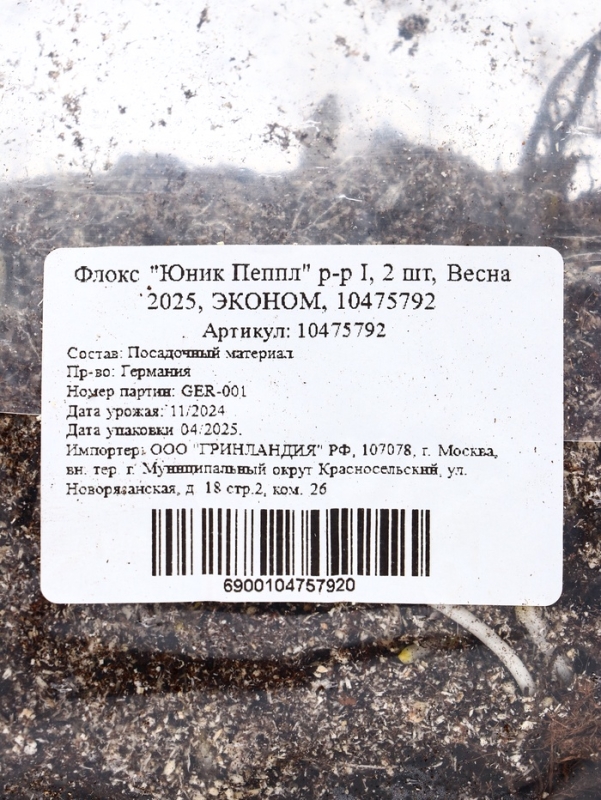 Флокс "Юник Пеппл" р-р I, 2 шт, Весна
2025, ЭКОНОМ, 10475792
Артикул: 10475792
Состав: Посадочный материал
Пр-во: Германия
Номер партии: GER-001
Дата урожая: 11/2024
Дата упаковки 04/2025.
Импортер: ООО "ГРИНЛАНДИЯ" РФ, 107078, г. Москва,
вн. тер. г. Муниципальный округ Красносельский, ул.
Новорязанская, д. 18 стр.2, ком. 26
6900104757920